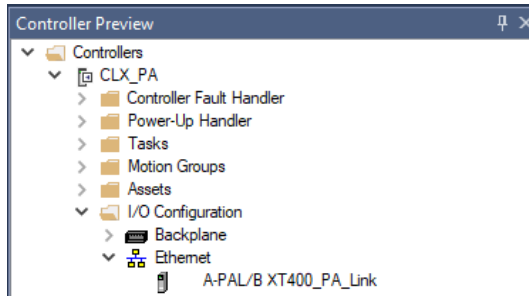 Controller Preview
Controllers
CLX_PA
Controller Fault Handler
Power-Up Handler
Tasks
Motion Groups
Assets
I/O Configuration
Backplane
Ethernet
A-PAL/B XT400_PA_Link